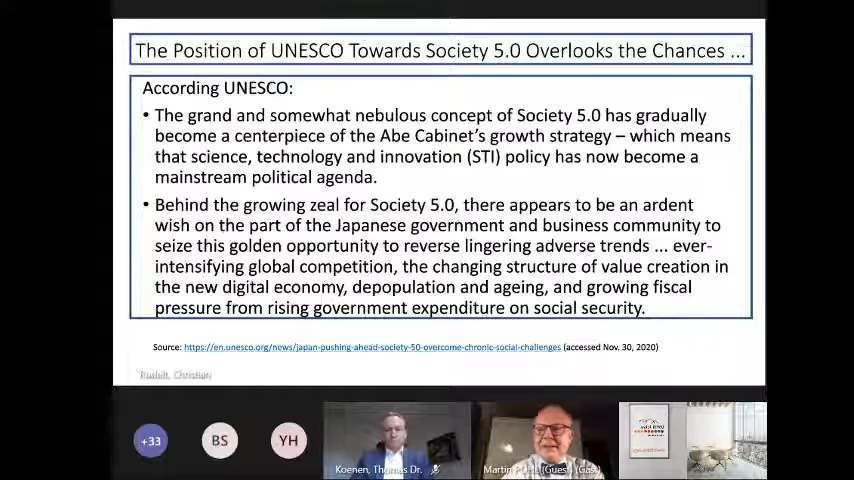 The Position of UNESCO Towards Society 5.0 Overlooks the Chances ...
According UNESCO:
• The grand and somewhat nebulous concept of Society 5.0 has gradually
become a centerpiece of the Abe Cabinet's growth strategy – which means
that science, technology and innovation (STI) policy has now become a
mainstream political agenda.
• Behind the growing zeal for Society 5.0, there appears to be an ardent
wish on the part of the Japanese government and business community to
seize this golden opportunity to reverse lingering adverse trends ... ever-
intensifying global competition, the changing structure of value creation in
the new digital economy, depopulation and ageing, and growing fiscal
pressure from rising government expenditure on social security.
Source: https://en.unesco.org/news/japan-pushing-ahead-society-50-overcome-chronic-social-challenges (accessed Nov. 30, 2020)
Rudelt, Christian
+33
BS
YH
Koenen, Thomas Dr.
Martin (Guest) (Gast)